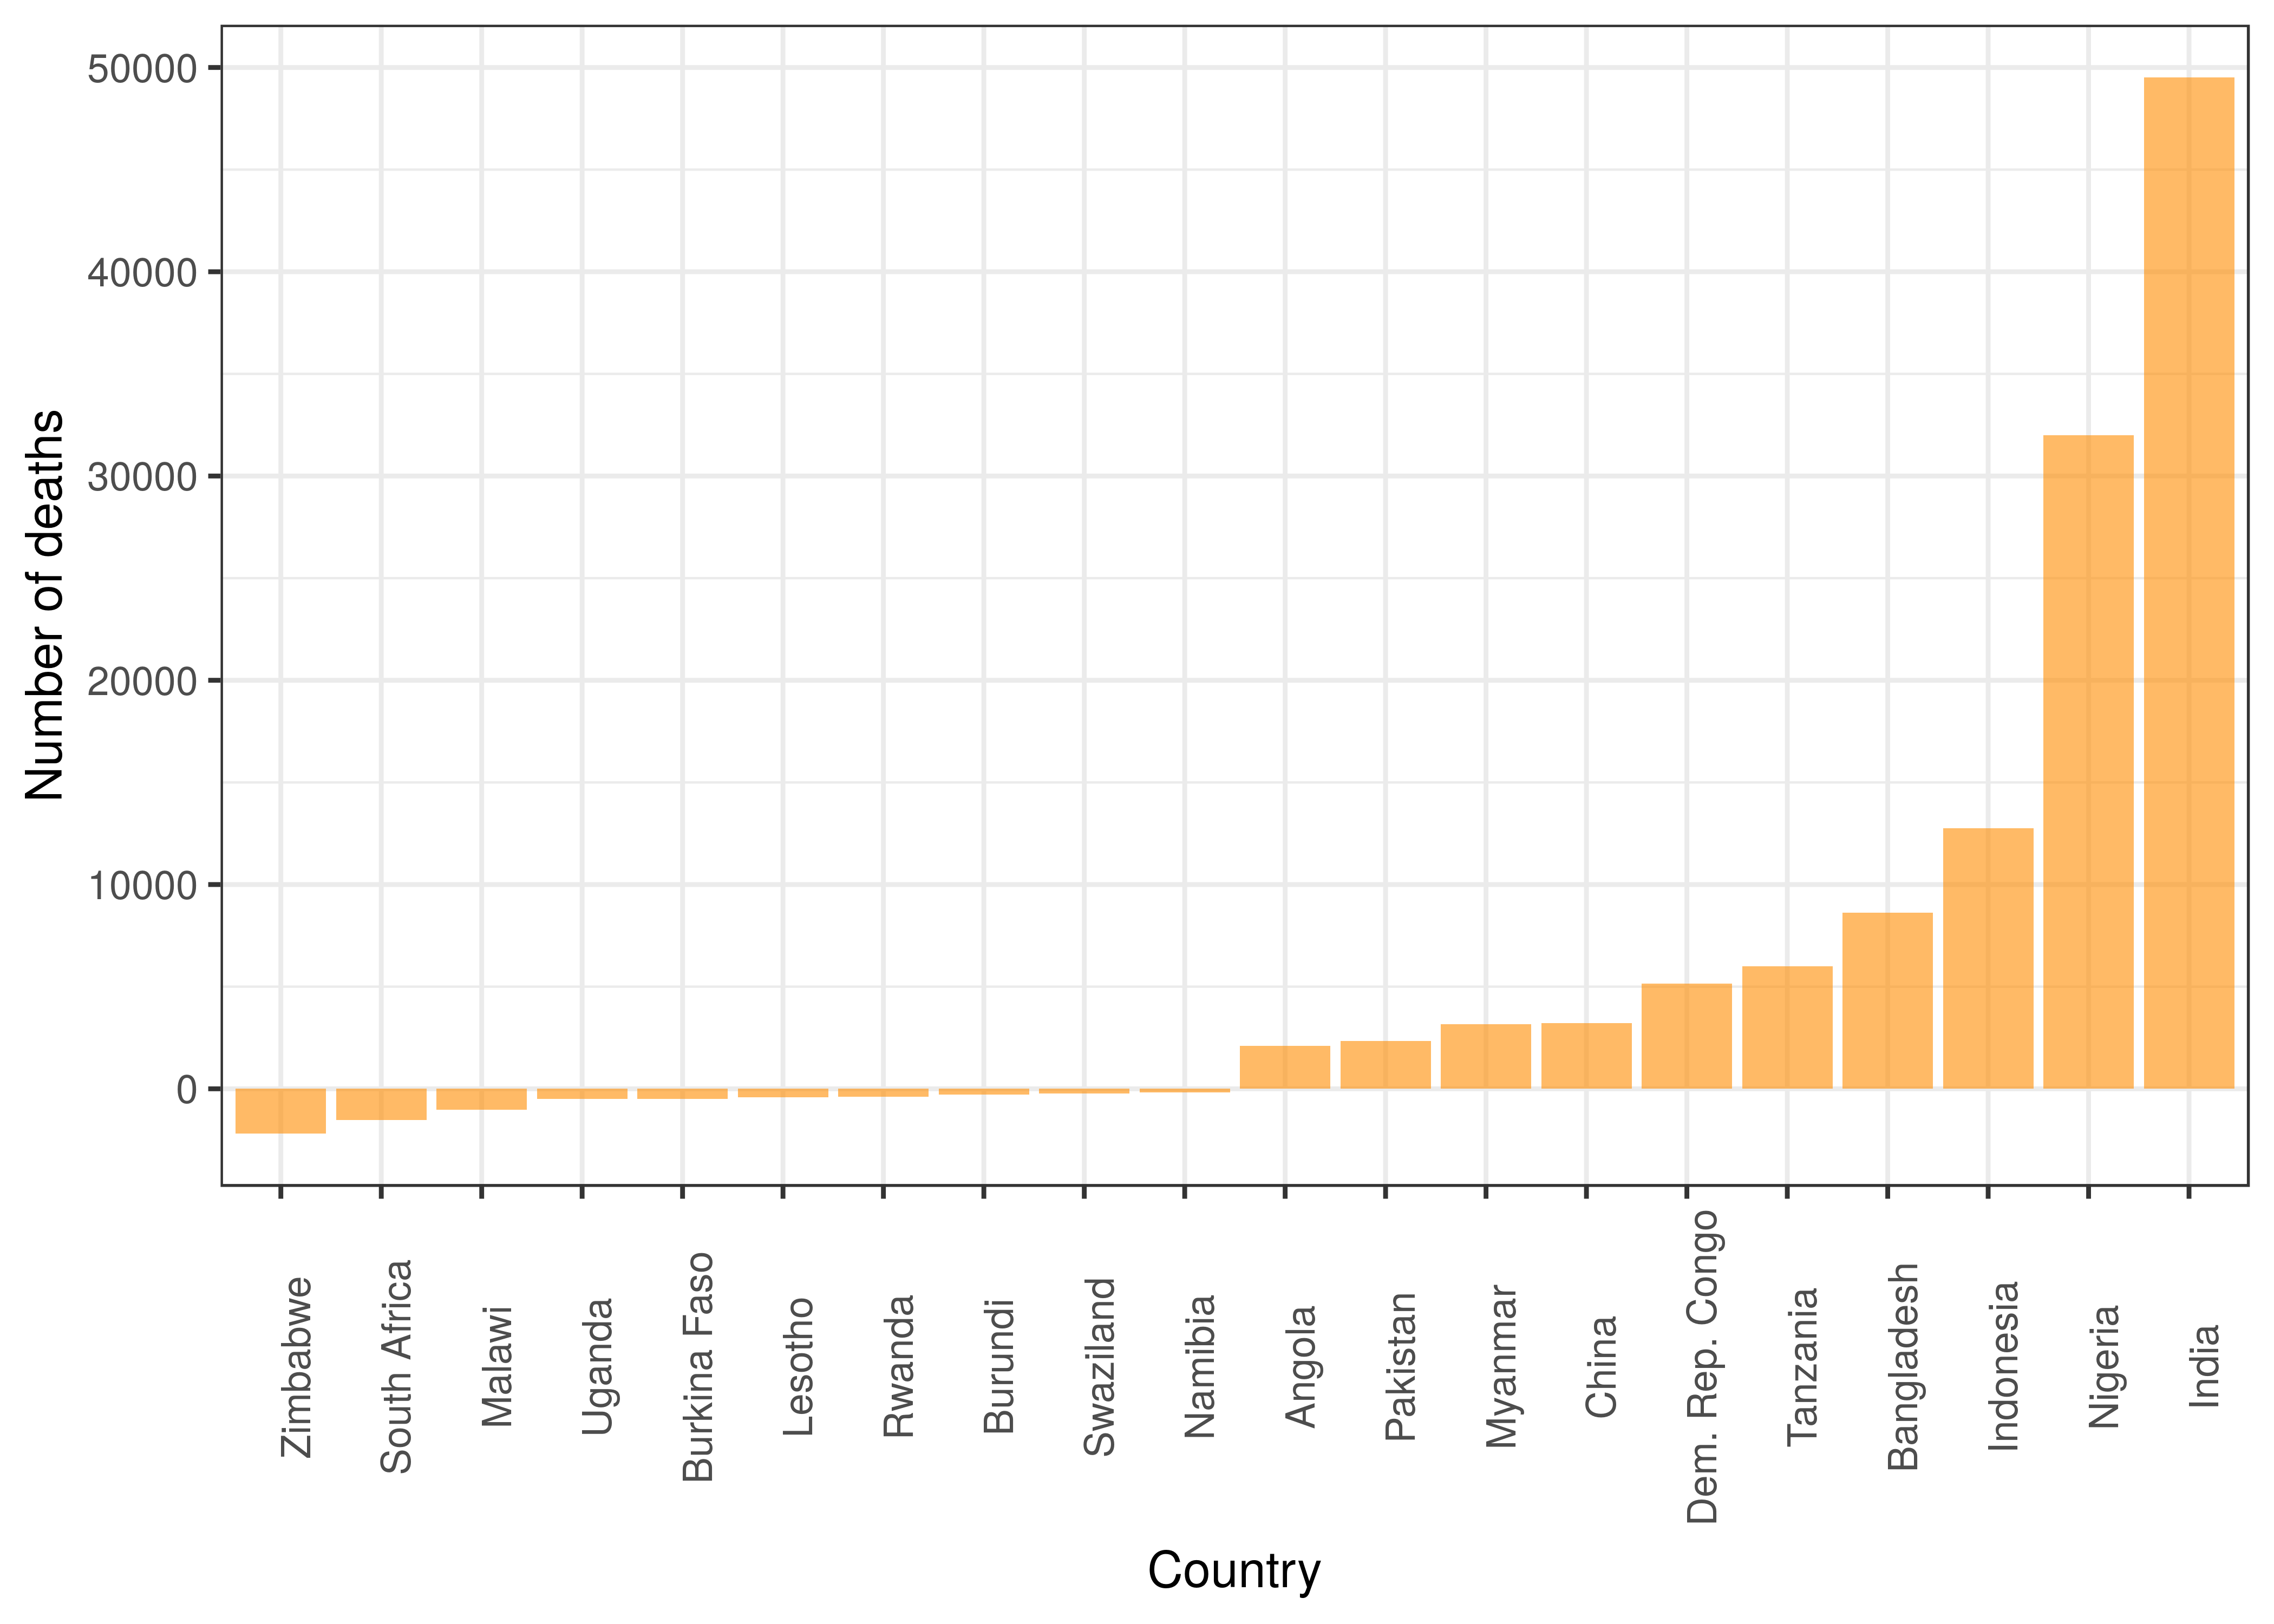 50000
40000
30000
20000
10000
0
Number of deaths
Zimbabwe
South Africa
Malawi
Uganda
Burkina Faso
Lesotho
Rwanda
Burundi
Swaziland
Namibia
Angola
Pakistan
Myanmar
China
Dem. Rep. Congo
Tanzania
Bangladesh
Indonesia
Nigeria
India
Country